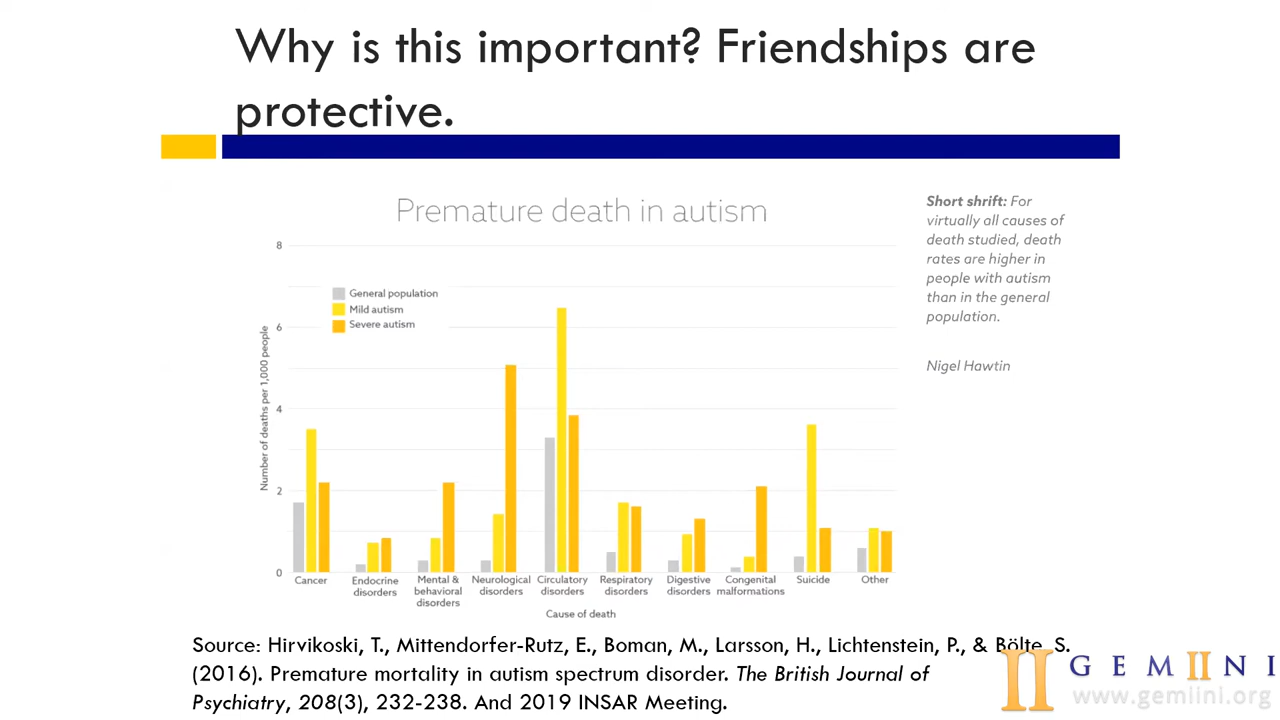 Why is this important? Friendships are
protective.
Premature death in autism
Short shrift: For
virtually all causes of
death studied, death
rates are higher in
people with autism
than in the general
population.
Nigel Hawtin
8
6
4
2
0
Number of deaths per 1,000 people
General population
Mild autism
Severe autism
Cancer
Endocrine
disorders
Mental &
behavioral
disorders
Neurological
disorders
Circulatory
disorders
Respiratory
disorders
Digestive
disorders
Congenital
malformations
Suicide
Other
Cause of death
Source: Hirvikoski, T., Mittendorfer-Rutz, E., Boman, M., Larsson, H., Lichtenstein, P., & Bölte, S.
(2016). Premature mortality in autism spectrum disorder. The British Journal of
Psychiatry, 208(3), 232-238. And 2019 INSAR Meeting.
GEMIINI
www.gemiini.org